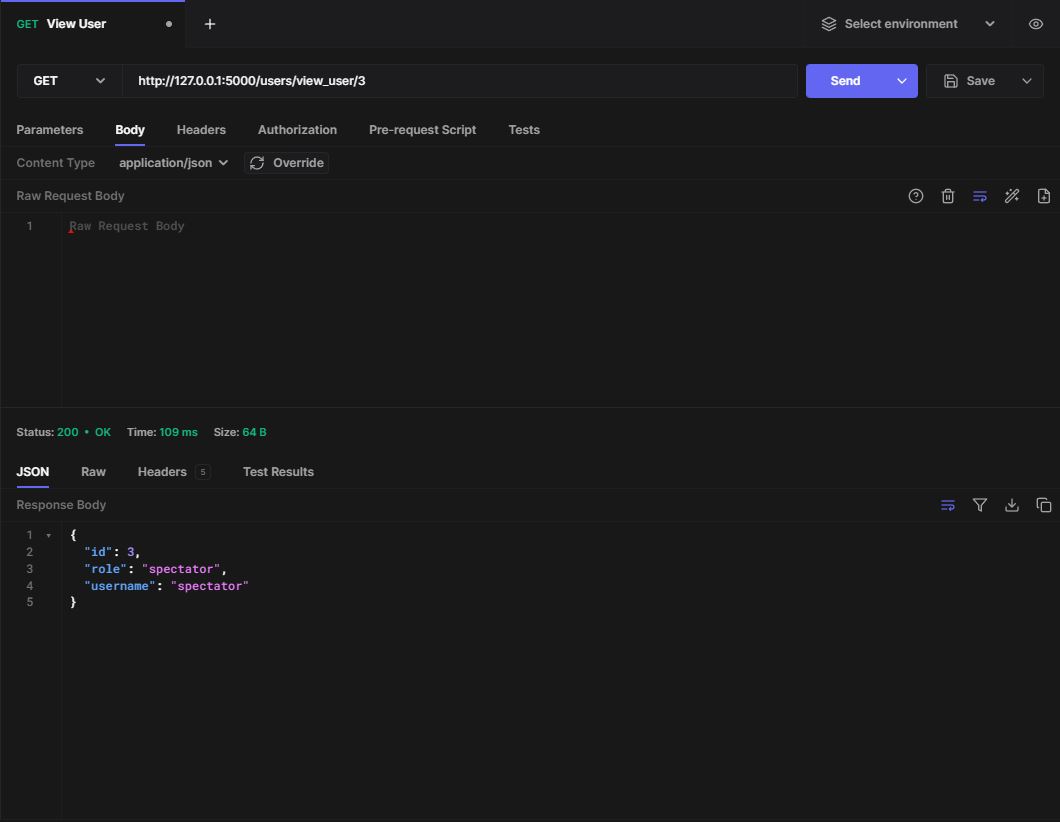 GET View User
Select environment
GET http://127.0.0.1:5000/users/view_user/3 Send Save
Parameters Body Headers Authorization Pre-request Script Tests
Content Type application/json Override
Raw Request Body
1 Raw Request Body
Status: 200 • OK Time: 109 ms Size: 64 B
JSON Raw Headers 5 Test Results
Response Body
1 {
2 "id": 3,
3 "role": "spectator",
4 "username": "spectator"
5 }